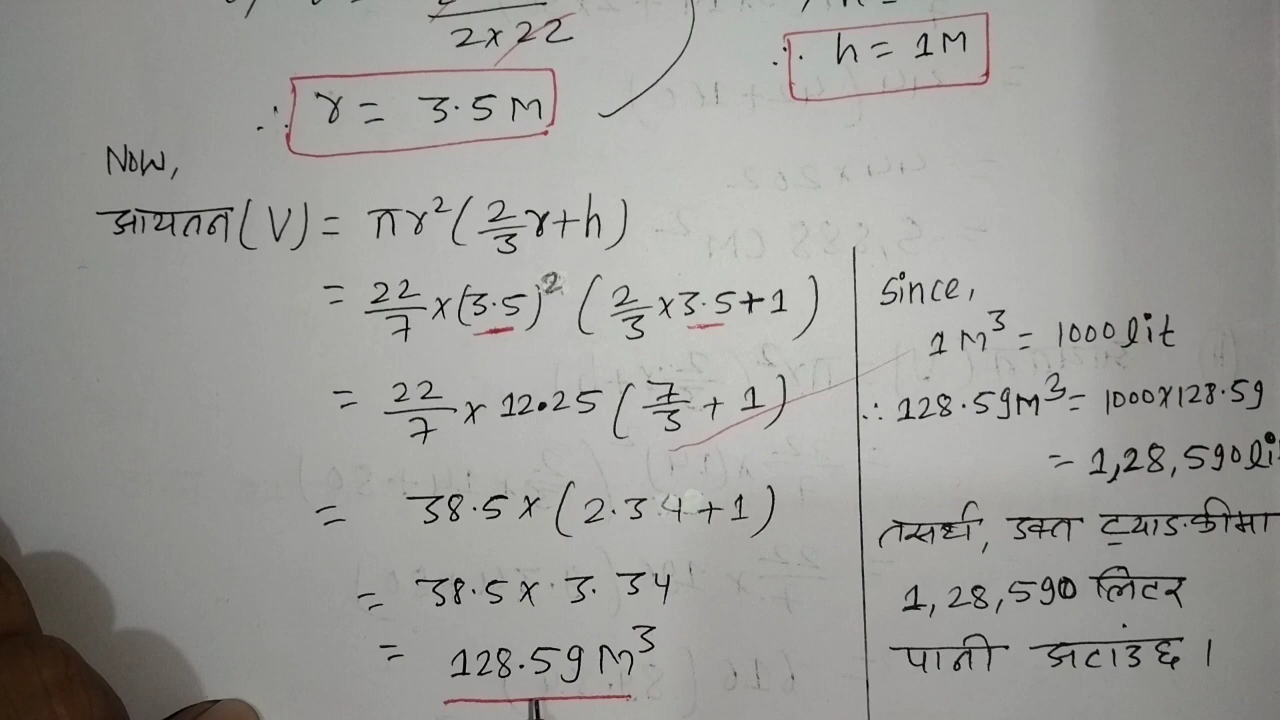 2×22
∴ r = 3.5 M
∴ h = 1M
Now,
आयतन (V) = πr²(2/3 r+h)
= 22/7 × (3.5)² (2/3 ×3.5+1)
= 22/7 × 12.25 (7/3 + 1)
= 38.5 × (2.34+1)
= 38.5 × 3.34
= 128.59 M³
Since,
1 M³ = 1000 lit
∴ 128.59M³ = 1000×128.59
= 1,28,590 li
तसर्थ, उक्त ट्याङ्कीमा
1,28,590 लिटर
पानी अटाउँछ ।